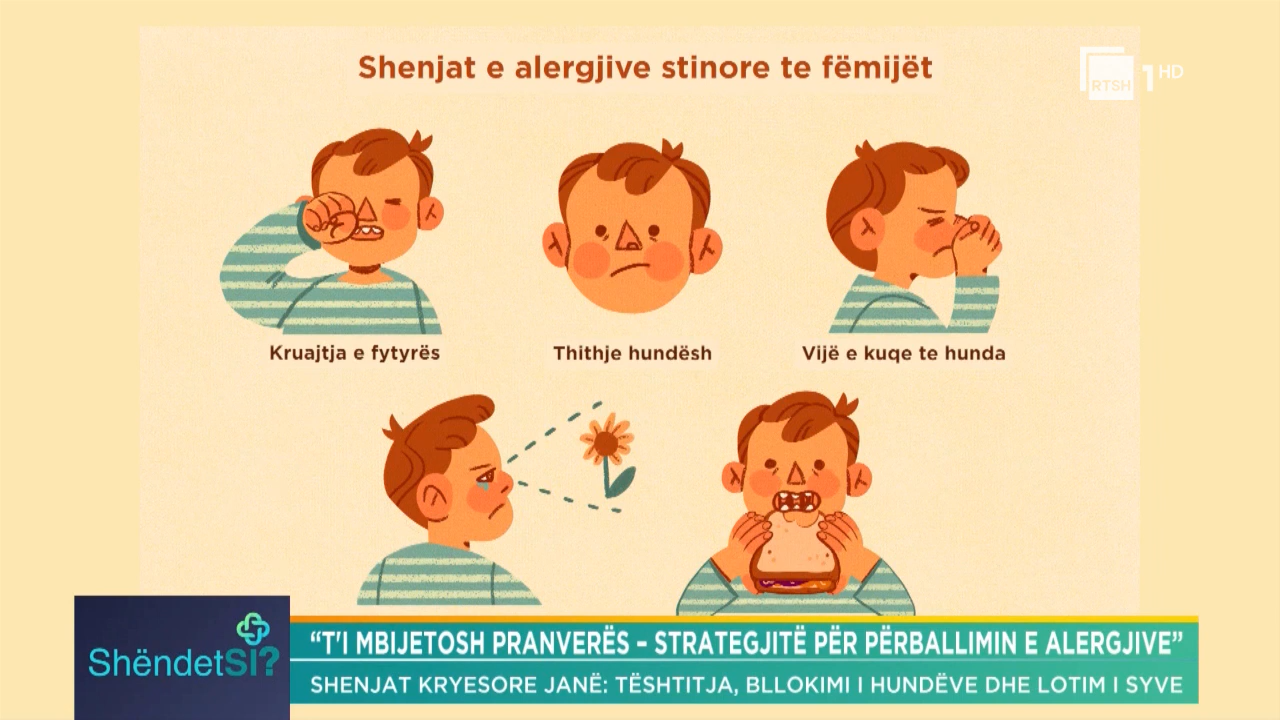 Shenjat e alergjive stinore te fëmijët
RTSH 1 HD
Kruajtja e fytyrës
Thithje hundësh
Vijë e kuqe te hunda
ShëndetSI?
“T'I MBIJETOSH PRANVERËS – STRATEGJITË PËR PËRBALLIMIN E ALERGJIVE”
SHENJAT KRYESORE JANË: TËSHTITJA, BLLOKIMI I HUNDËVE DHE LOTIM I SYVE